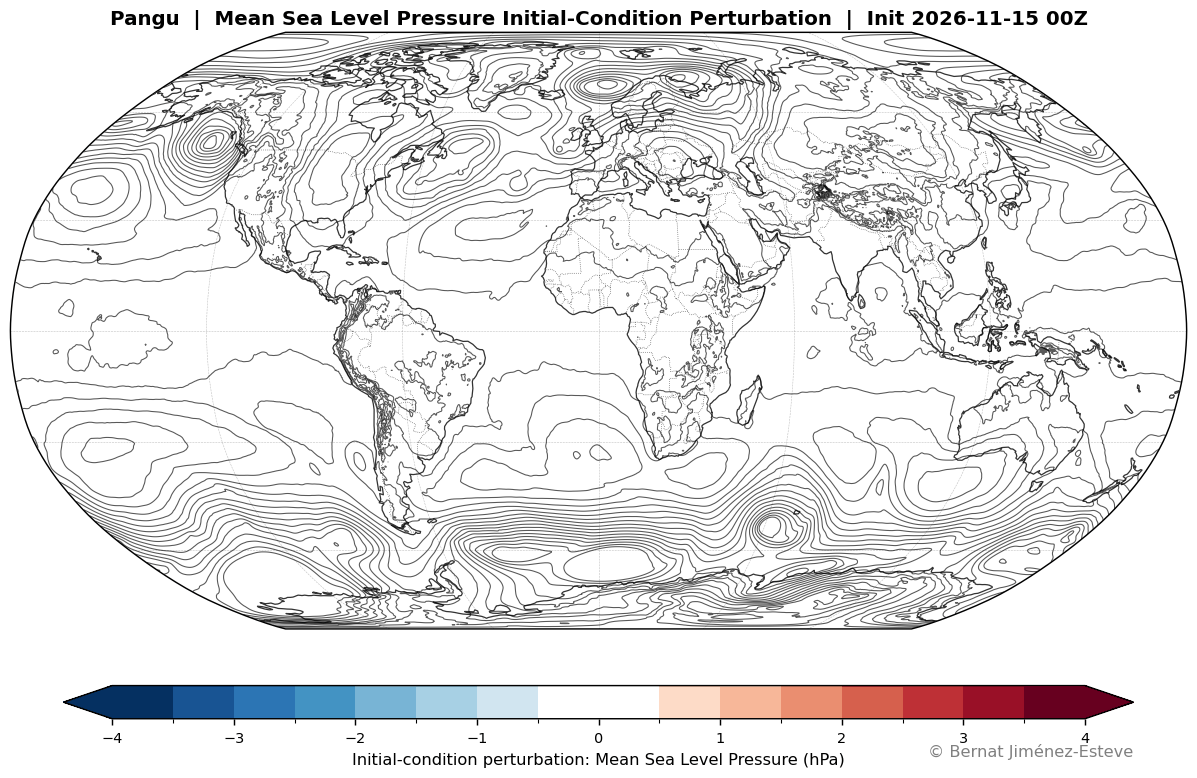 Pangu | Mean Sea Level Pressure Initial-Condition Perturbation | Init 2026-11-15 00Z
−4 −3 −2 −1 0 1 2 3 4
Initial-condition perturbation: Mean Sea Level Pressure (hPa)
© Bernat Jiménez-Esteve